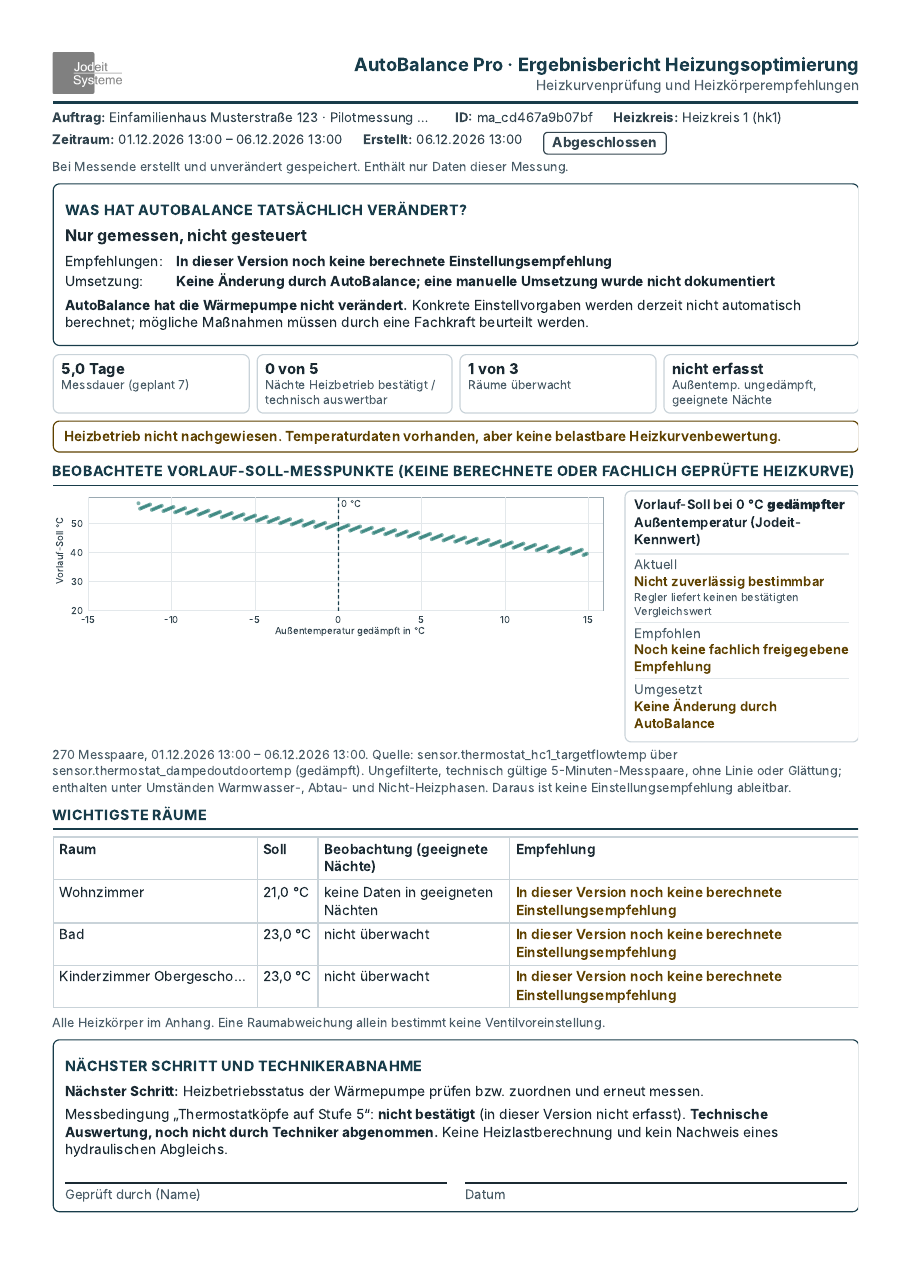 Jodeit
Systeme
AutoBalance Pro · Ergebnisbericht Heizungsoptimierung
Heizkurvenprüfung und Heizkörperempfehlungen
Auftrag: Einfamilienhaus Musterstraße 123 · Pilotmessung ... ID: ma_cd467a9b07bf Heizkreis: Heizkreis 1 (hk1)
Zeitraum: 01.12.2026 13:00 – 06.12.2026 13:00 Erstellt: 06.12.2026 13:00 Abgeschlossen
Bei Messende erstellt und unverändert gespeichert. Enthält nur Daten dieser Messung.
WAS HAT AUTOBALANCE TATSÄCHLICH VERÄNDERT?
Nur gemessen, nicht gesteuert
Empfehlungen: In dieser Version noch keine berechnete Einstellungsempfehlung
Umsetzung: Keine Änderung durch AutoBalance; eine manuelle Umsetzung wurde nicht dokumentiert
AutoBalance hat die Wärmepumpe nicht verändert. Konkrete Einstellvorgaben werden derzeit nicht automatisch
berechnet; mögliche Maßnahmen müssen durch eine Fachkraft beurteilt werden.
5,0 Tage
Messdauer (geplant 7)
0 von 5
Nächte Heizbetrieb bestätigt /
technisch auswertbar
1 von 3
Räume überwacht
nicht erfasst
Außentemp. ungedämpft,
geeignete Nächte
Heizbetrieb nicht nachgewiesen. Temperaturdaten vorhanden, aber keine belastbare Heizkurvenbewertung.
BEOBACHTETE VORLAUF-SOLL-MESSPUNKTE (KEINE BERECHNETE ODER FACHLICH GEPRÜFTE HEIZKURVE)
Vorlauf-Soll °C
50
40
30
20
0 °C
-15 -10 -5 0 5 10 15
Außentemperatur gedämpft in °C
Vorlauf-Soll bei 0 °C gedämpfter
Außentemperatur (Jodeit-
Kennwert)
Aktuell
Nicht zuverlässig bestimmbar
Regler liefert keinen bestätigten
Vergleichswert
Empfohlen
Noch keine fachlich freigegebene
Empfehlung
Umgesetzt
Keine Änderung durch
AutoBalance
270 Messpaare, 01.12.2026 13:00 – 06.12.2026 13:00. Quelle: sensor.thermostat_hc1_targetflowtemp über
sensor.thermostat_dampedoutdoortemp (gedämpft). Ungefilterte, technisch gültige 5-Minuten-Messpaare, ohne Linie oder Glättung;
enthalten unter Umständen Warmwasser-, Abtau- und Nicht-Heizphasen. Daraus ist keine Einstellungsempfehlung ableitbar.
WICHTIGSTE RÄUME
Raum Soll Beobachtung (geeignete Empfehlung
Nächte)
Wohnzimmer 21,0 °C keine Daten in geeigneten In dieser Version noch keine berechnete
Nächten Einstellungsempfehlung
Bad 23,0 °C nicht überwacht In dieser Version noch keine berechnete
Einstellungsempfehlung
Kinderzimmer Obergescho... 23,0 °C nicht überwacht In dieser Version noch keine berechnete
Einstellungsempfehlung
Alle Heizkörper im Anhang. Eine Raumabweichung allein bestimmt keine Ventilvoreinstellung.
NÄCHSTER SCHRITT UND TECHNIKERABNAHME
Nächster Schritt: Heizbetriebsstatus der Wärmepumpe prüfen bzw. zuordnen und erneut messen.
Messbedingung „Thermostatköpfe auf Stufe 5“: nicht bestätigt (in dieser Version nicht erfasst). Technische
Auswertung, noch nicht durch Techniker abgenommen. Keine Heizlastberechnung und kein Nachweis eines
hydraulischen Abgleichs.
Geprüft durch (Name) Datum